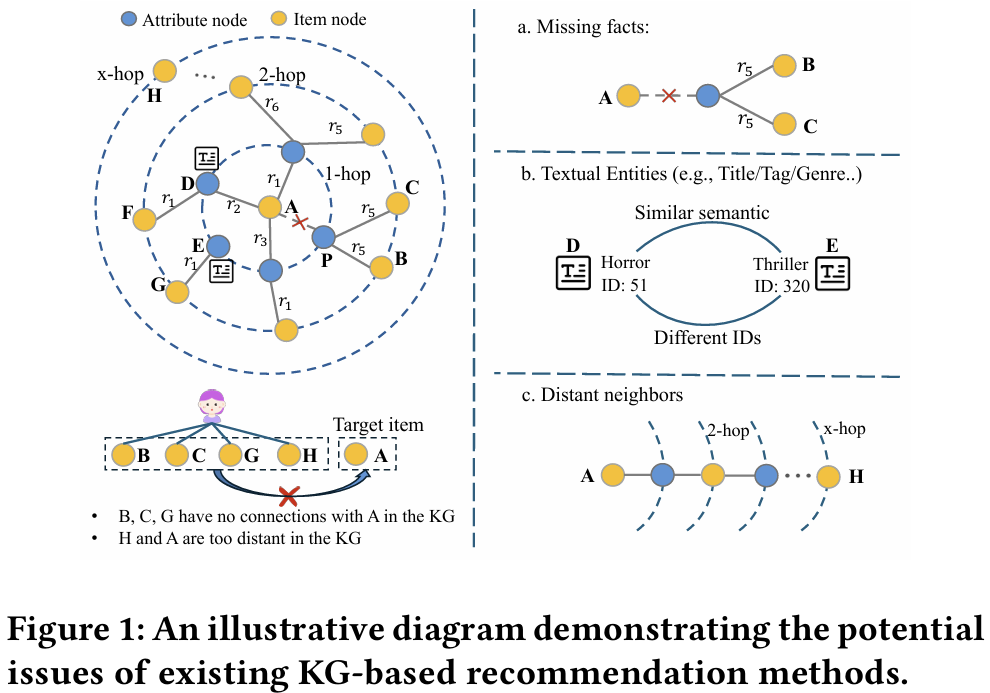 Attribute node
Item node
x-hop
H
...
2-hop
r6
r5
1-hop
r1
D
r2
A
C
r5
F
r1
E
r3
r5
P
B
r1
G
r1
Target item
B
C
G
H
A
• B, C, G have no connections with A in the KG
• H and A are too distant in the KG
a. Missing facts:
A
r5
B
r5
C
b. Textual Entities (e.g., Title/Tag/Genre..)
Similar semantic
D
Horror
ID: 51
E
Thriller
ID: 320
Different IDs
c. Distant neighbors
2-hop
x-hop
A
...
H
Figure 1: An illustrative diagram demonstrating the potential
issues of existing KG-based recommendation methods.